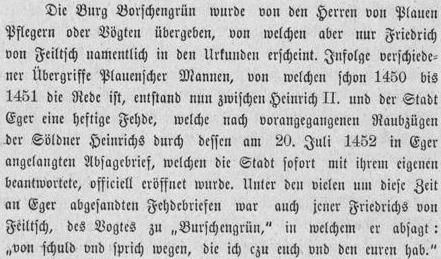 Die Burg Borschengrün wurde von den Herren von Plauen
Pflegern oder Vögten übergeben, von welchen aber nur Friedrich
von Feiltsch namentlich in den Urkunden erscheint. Infolge verschiede-
ner Übergriffe Plauenscher Mannen, von welchen schon 1450 bis
1451 die Rede ist, entstand nun zwischen Heinrich II. und der Stadt
Eger eine heftige Fehde, welche nach vorangegangenen Raubzügen
der Söldner Heinrichs durch dessen am 20. Juli 1452 in Eger
angelangten Absagebrief, welchen die Stadt sofort mit ihrem eigenen
beantwortete, officiell eröffnet wurde. Unter den vielen um diese Zeit
an Eger abgesandten Fehdebriefen war auch jener Friedrichs von
Feiltsch, des Vogtes zu „Burschengrün,“ in welchem er absagt:
„von schuld vnd sprich wegen, die ich czu euch vnd den euren hab.“